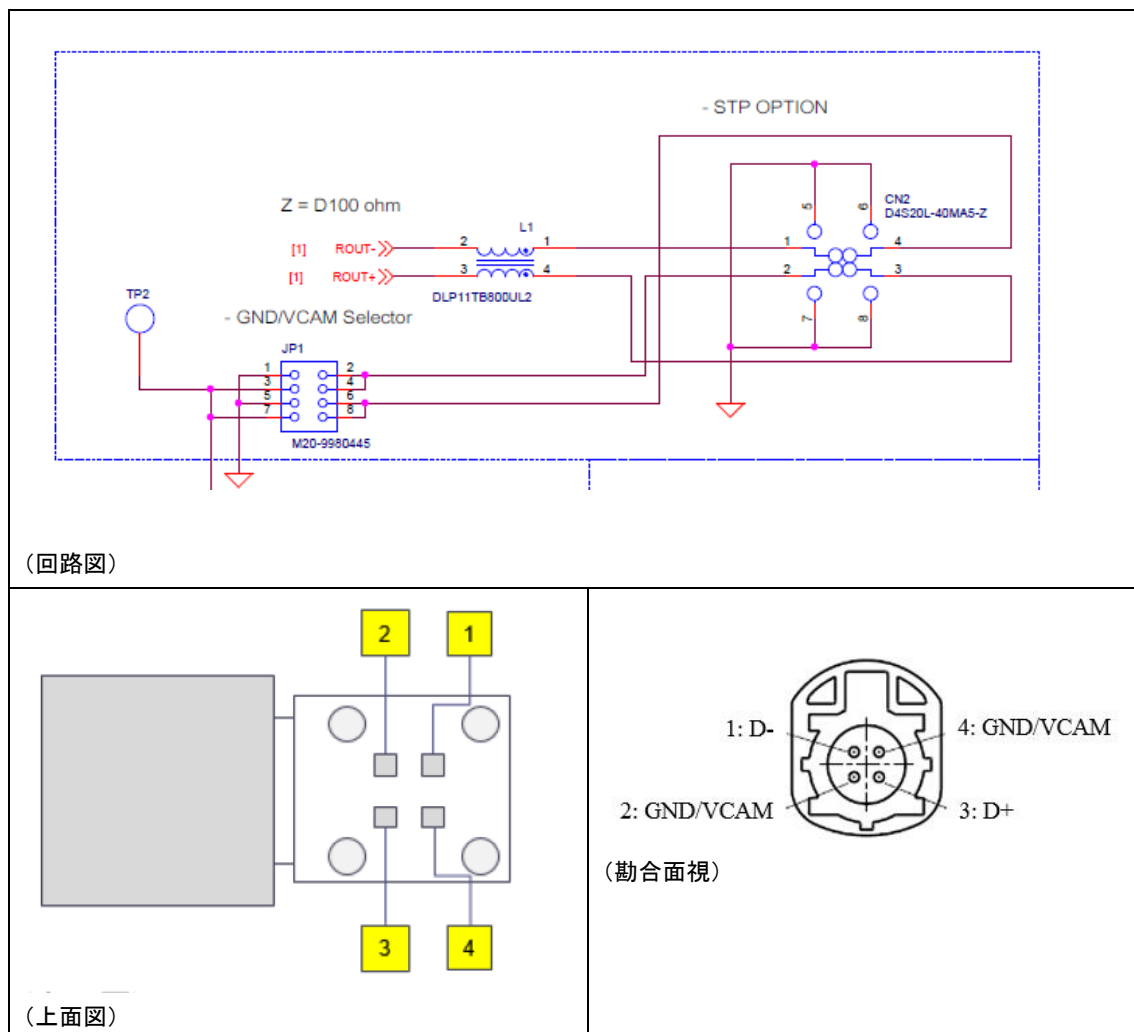 - STP OPTION
Z = D100 ohm
L1
CN2
D4S20L-40MA5-Z
5
6
[1] ROUT-
2
1
1
4
[1] ROUT+
3
4
2
3
DLP11TB800UL2
7
8
TP2
- GND/VCAM Selector
JP1
1
2
3
4
5
6
7
8
M20-9980445
(回路図)
2
1
3
4
(上面図)
1: D-
4: GND/VCAM
2: GND/VCAM
3: D+
(勘合面視)